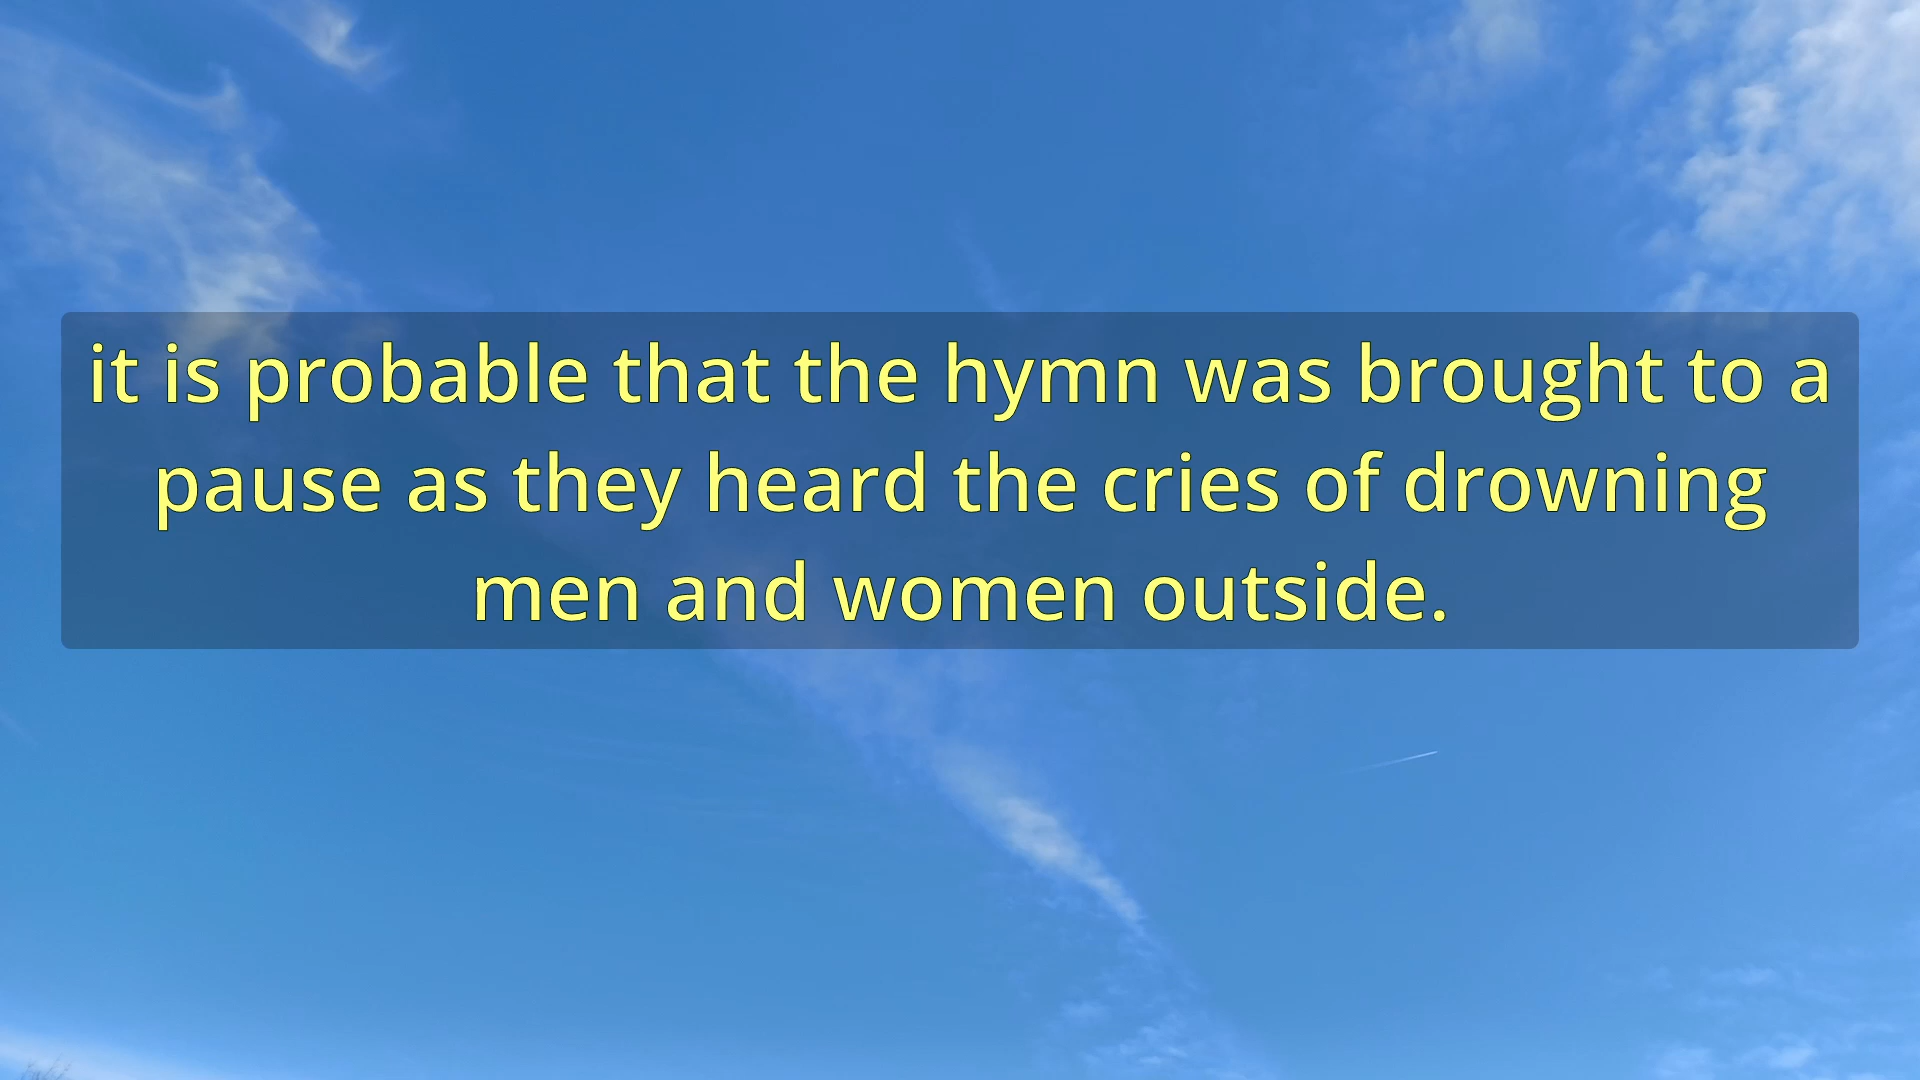 it is probable that the hymn was brought to a
pause as they heard the cries of drowning
men and women outside.